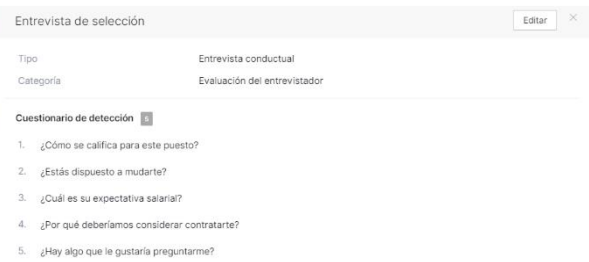 Entrevista de selección
Editar ×
Tipo Entrevista conductual
Categoría Evaluación del entrevistador
Cuestionario de detección 5
1. ¿Cómo se califica para este puesto?
2. ¿Estás dispuesto a mudarte?
3. ¿Cuál es su expectativa salarial?
4. ¿Por qué deberíamos considerar contratarte?
5. ¿Hay algo que le gustaría preguntarme?